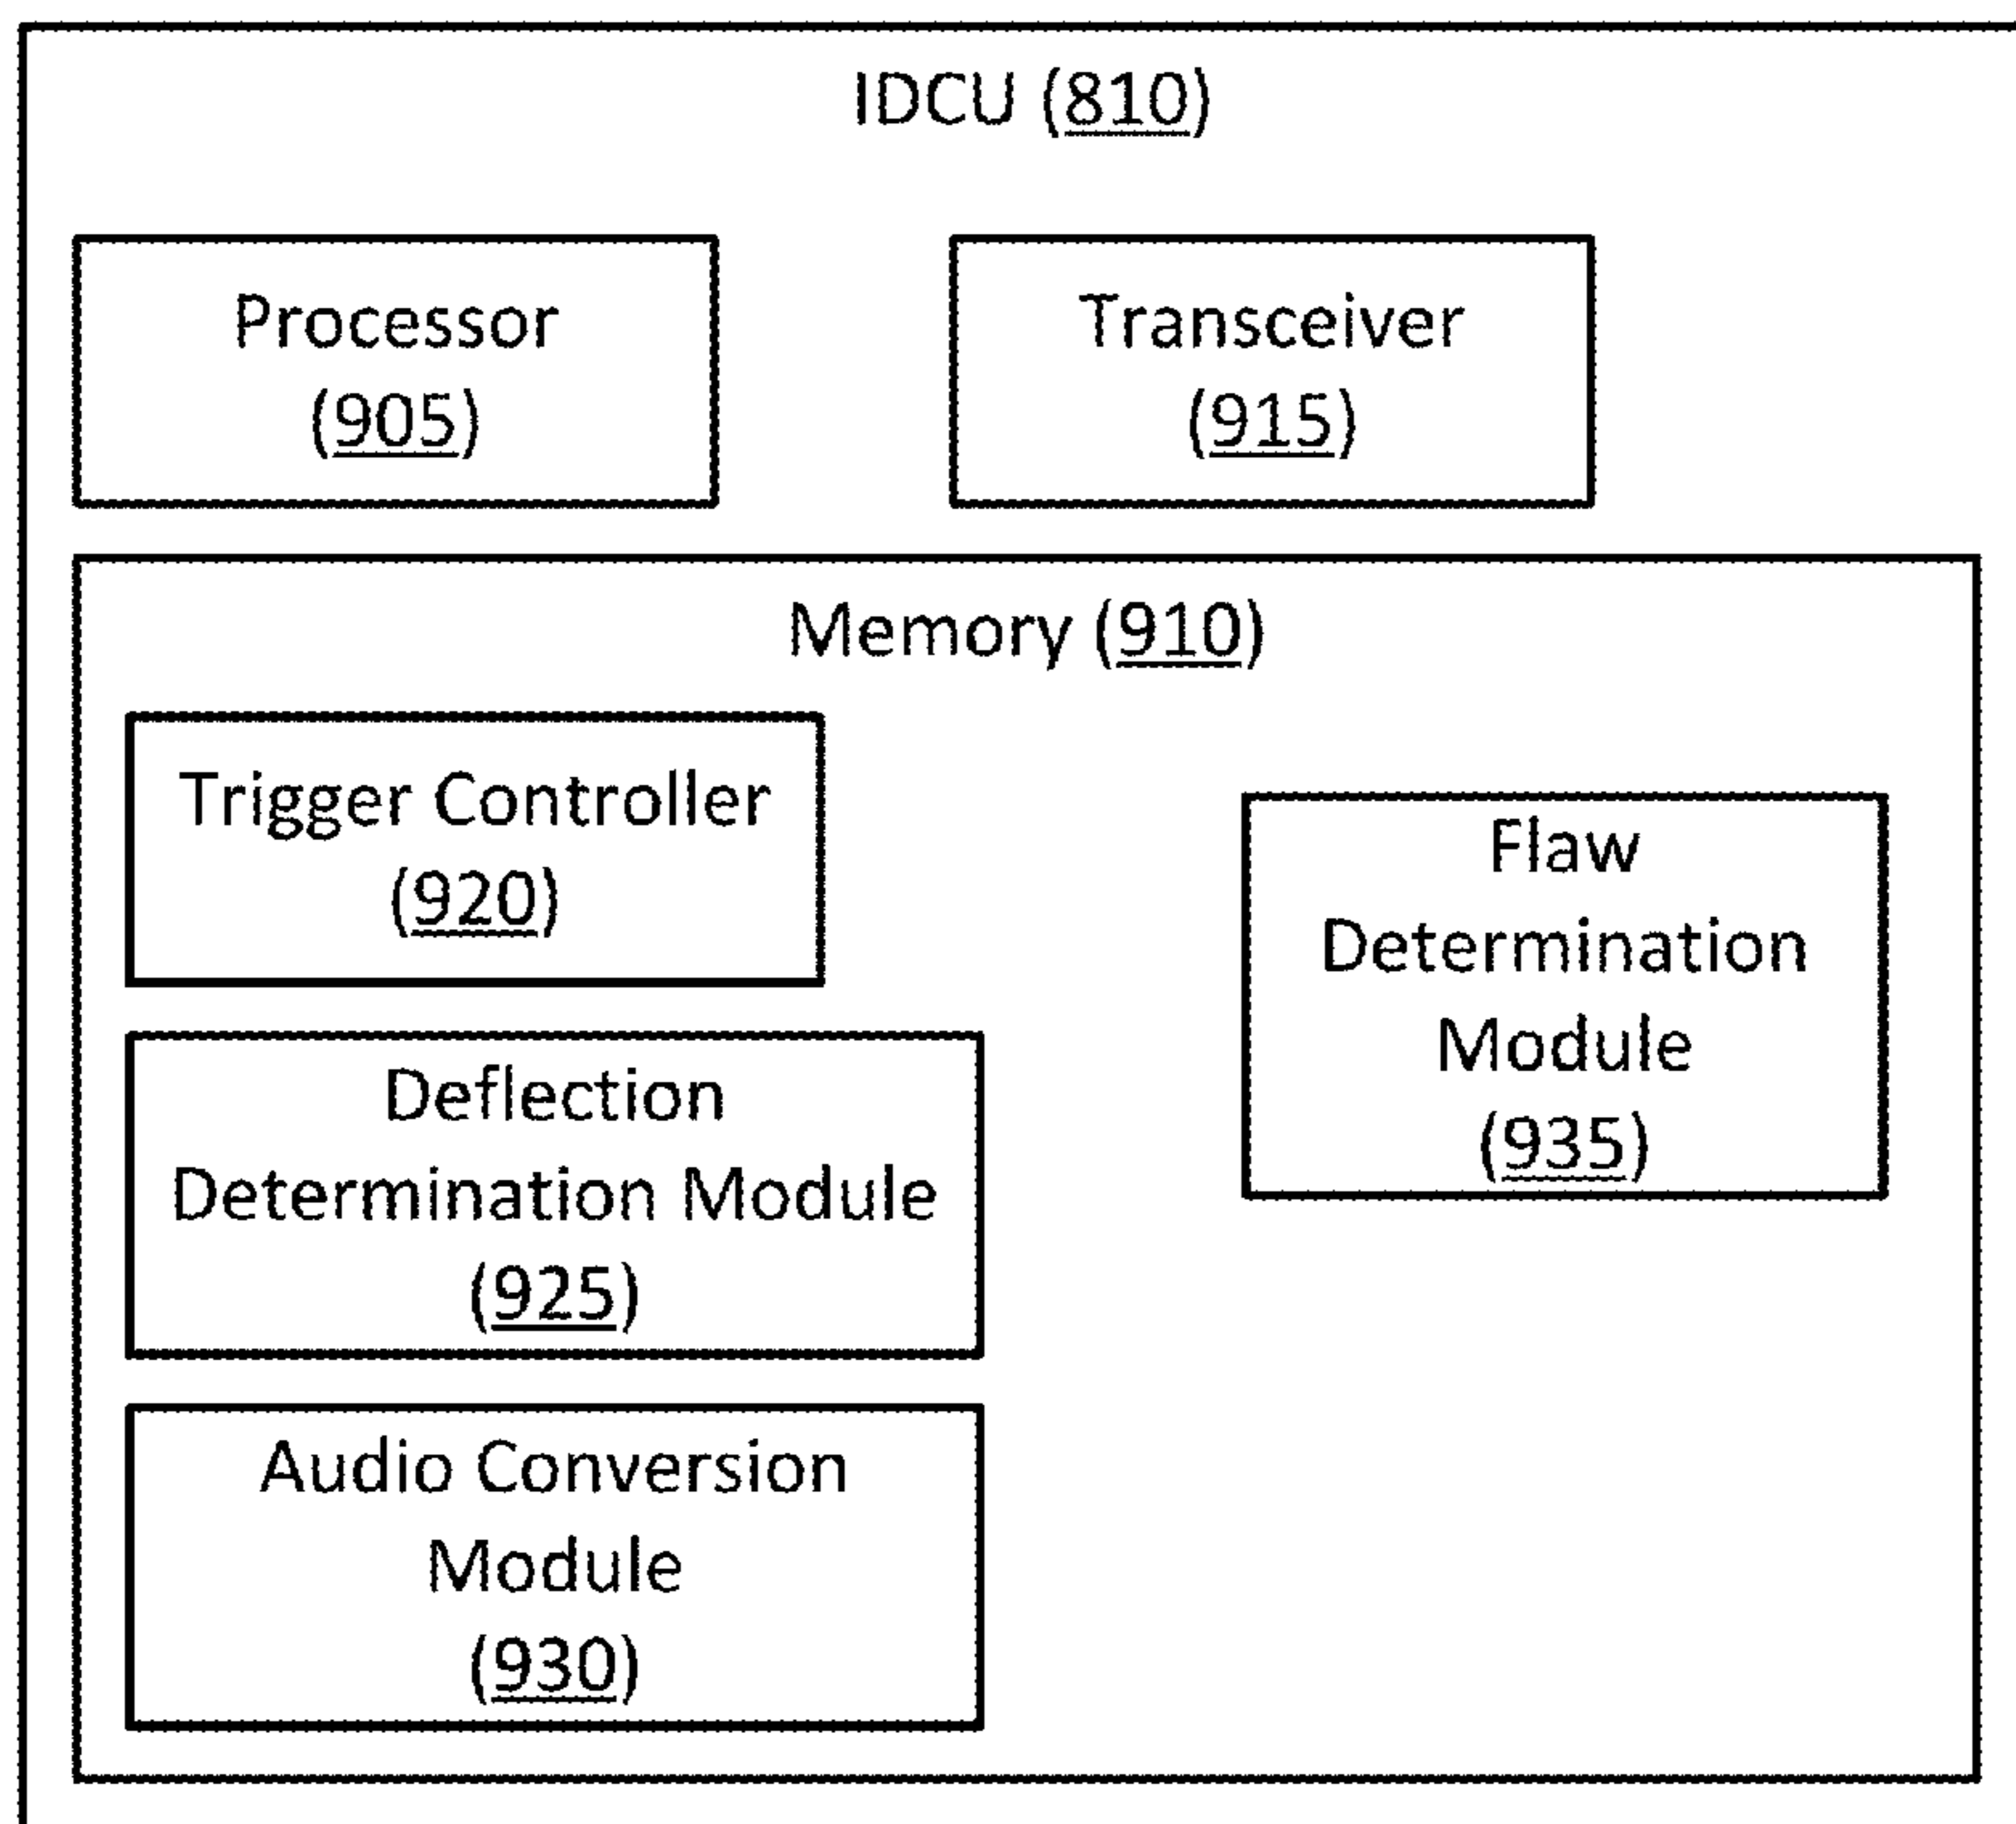 IDCU (810)
Processor
(905)
Transceiver
(915)
Memory (910)
Trigger Controller
(920)
Flaw
Determination
Module
(935)
Deflection
Determination Module
(925)
Audio Conversion
Module
(930)